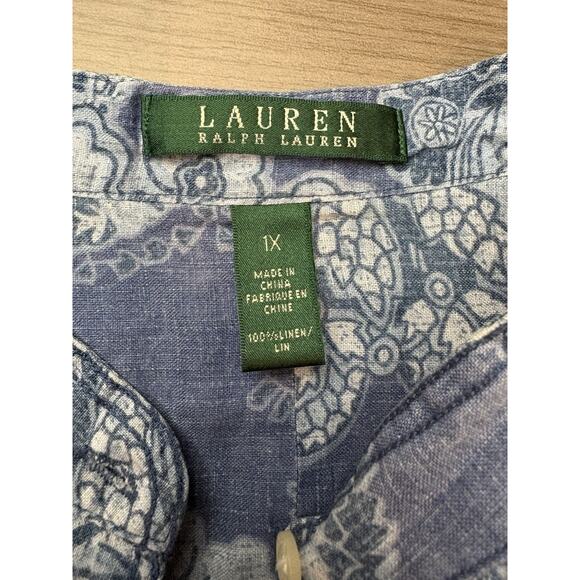 LAUREN
RALPH LAUREN
1X
MADE IN
CHINA
FABRIQUE EN
CHINE
100% LINEN/
LIN